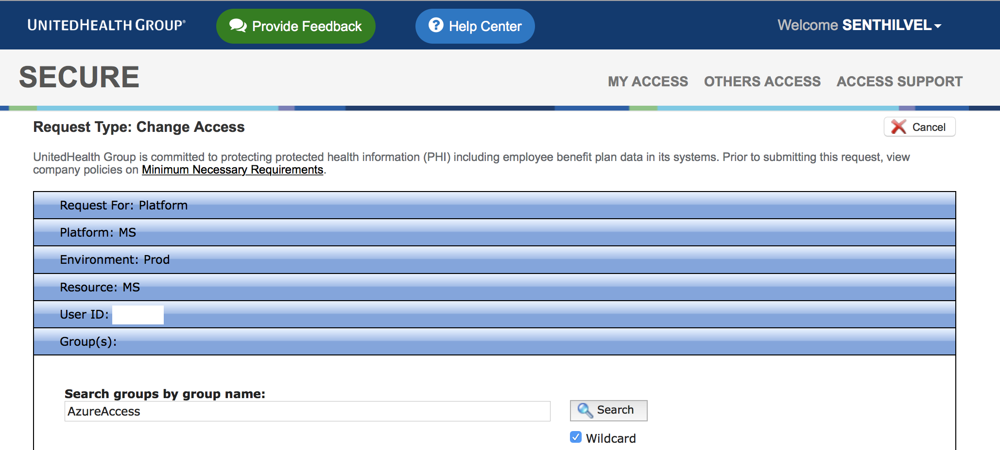 UNITEDHEALTH GROUP®
Provide Feedback
Help Center
Welcome SENTHILVEL
SECURE
MY ACCESS OTHERS ACCESS ACCESS SUPPORT
Request Type: Change Access
Cancel
UnitedHealth Group is committed to protecting protected health information (PHI) including employee benefit plan data in its systems. Prior to submitting this request, view
company policies on Minimum Necessary Requirements.
Request For: Platform
Platform: MS
Environment: Prod
Resource: MS
User ID:
Group(s):
Search groups by group name:
AzureAccess
Search
Wildcard